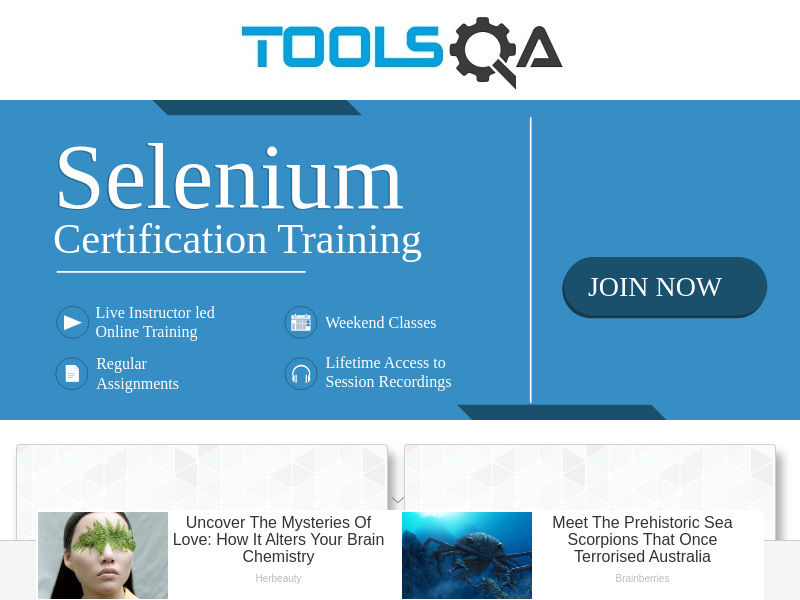 TOOLSQA
Selenium
Certification Training
JOIN NOW
Live Instructor led
Online Training
Weekend Classes
Regular
Assignments
Lifetime Access to
Session Recordings
Uncover The Mysteries Of
Love: How It Alters Your Brain
Chemistry
Herbeauty
Meet The Prehistoric Sea
Scorpions That Once
Terrorised Australia
Brainberries